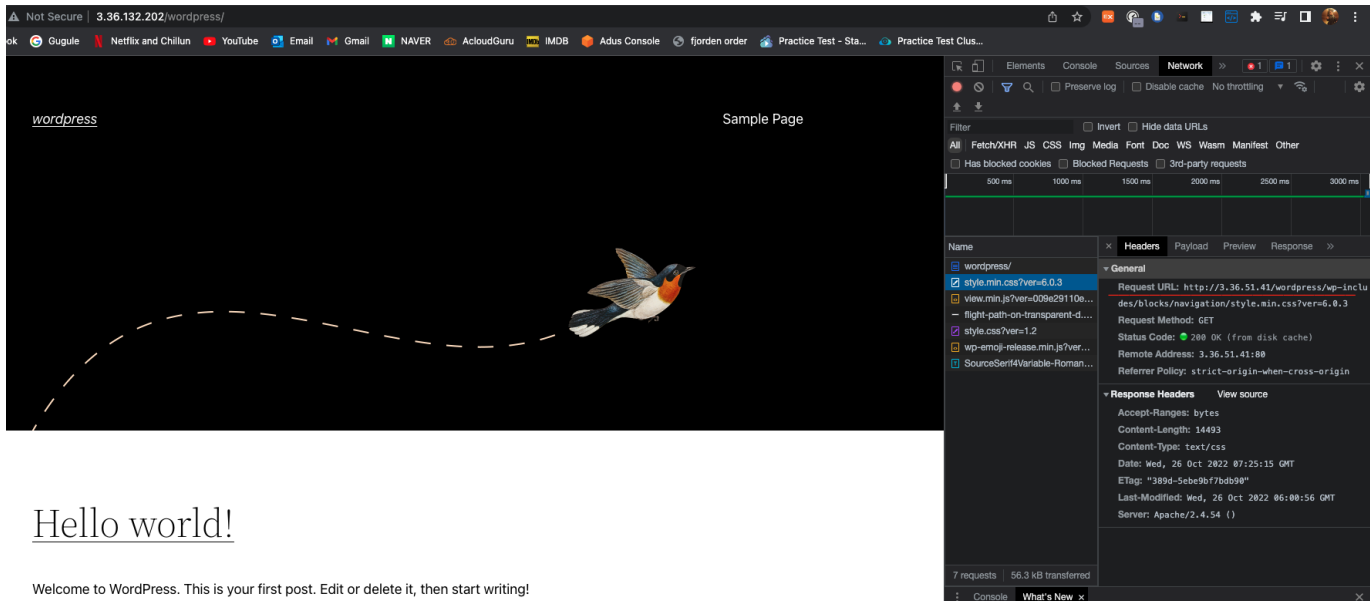 Not Secure | 3.36.132.202/wordpress/
ok Gugule Netflix and Chillun YouTube Email Gmail NAVER AcloudGuru IMDB Adus Console fjorden order Practice Test - Sta... Practice Test Clus...
Elements Console Sources Network » 1 1
Preserve log Disable cache No throttling
wordpress
Sample Page
Filter Invert Hide data URLs
All Fetch/XHR JS CSS Img Media Font Doc WS Wasm Manifest Other
Has blocked cookies Blocked Requests 3rd-party requests
500 ms 1000 ms 1500 ms 2000 ms 2500 ms 3000 ms
Name × Headers Payload Preview Response »
wordpress/
style.min.css?ver=6.0.3
view.min.js?ver=009e29110e...
flight-path-on-transparent-d....
style.css?ver=1.2
wp-emoji-release.min.js?ver...
SourceSerif4Variable-Roman...
General
Request URL: http://3.36.51.41/wordpress/wp-inclu
des/blocks/navigation/style.min.css?ver=6.0.3
Request Method: GET
Status Code: 200 OK (from disk cache)
Remote Address: 3.36.51.41:80
Referrer Policy: strict-origin-when-cross-origin
Response Headers View source
Accept-Ranges: bytes
Content-Length: 14493
Content-Type: text/css
Date: Wed, 26 Oct 2022 07:25:15 GMT
ETag: "389d-5ebe9bf7bdb90"
Last-Modified: Wed, 26 Oct 2022 06:00:56 GMT
Server: Apache/2.4.54 ()
Hello world!
Welcome to WordPress. This is your first post. Edit or delete it, then start writing!
7 requests 56.3 kB transferred
Console What's New ×